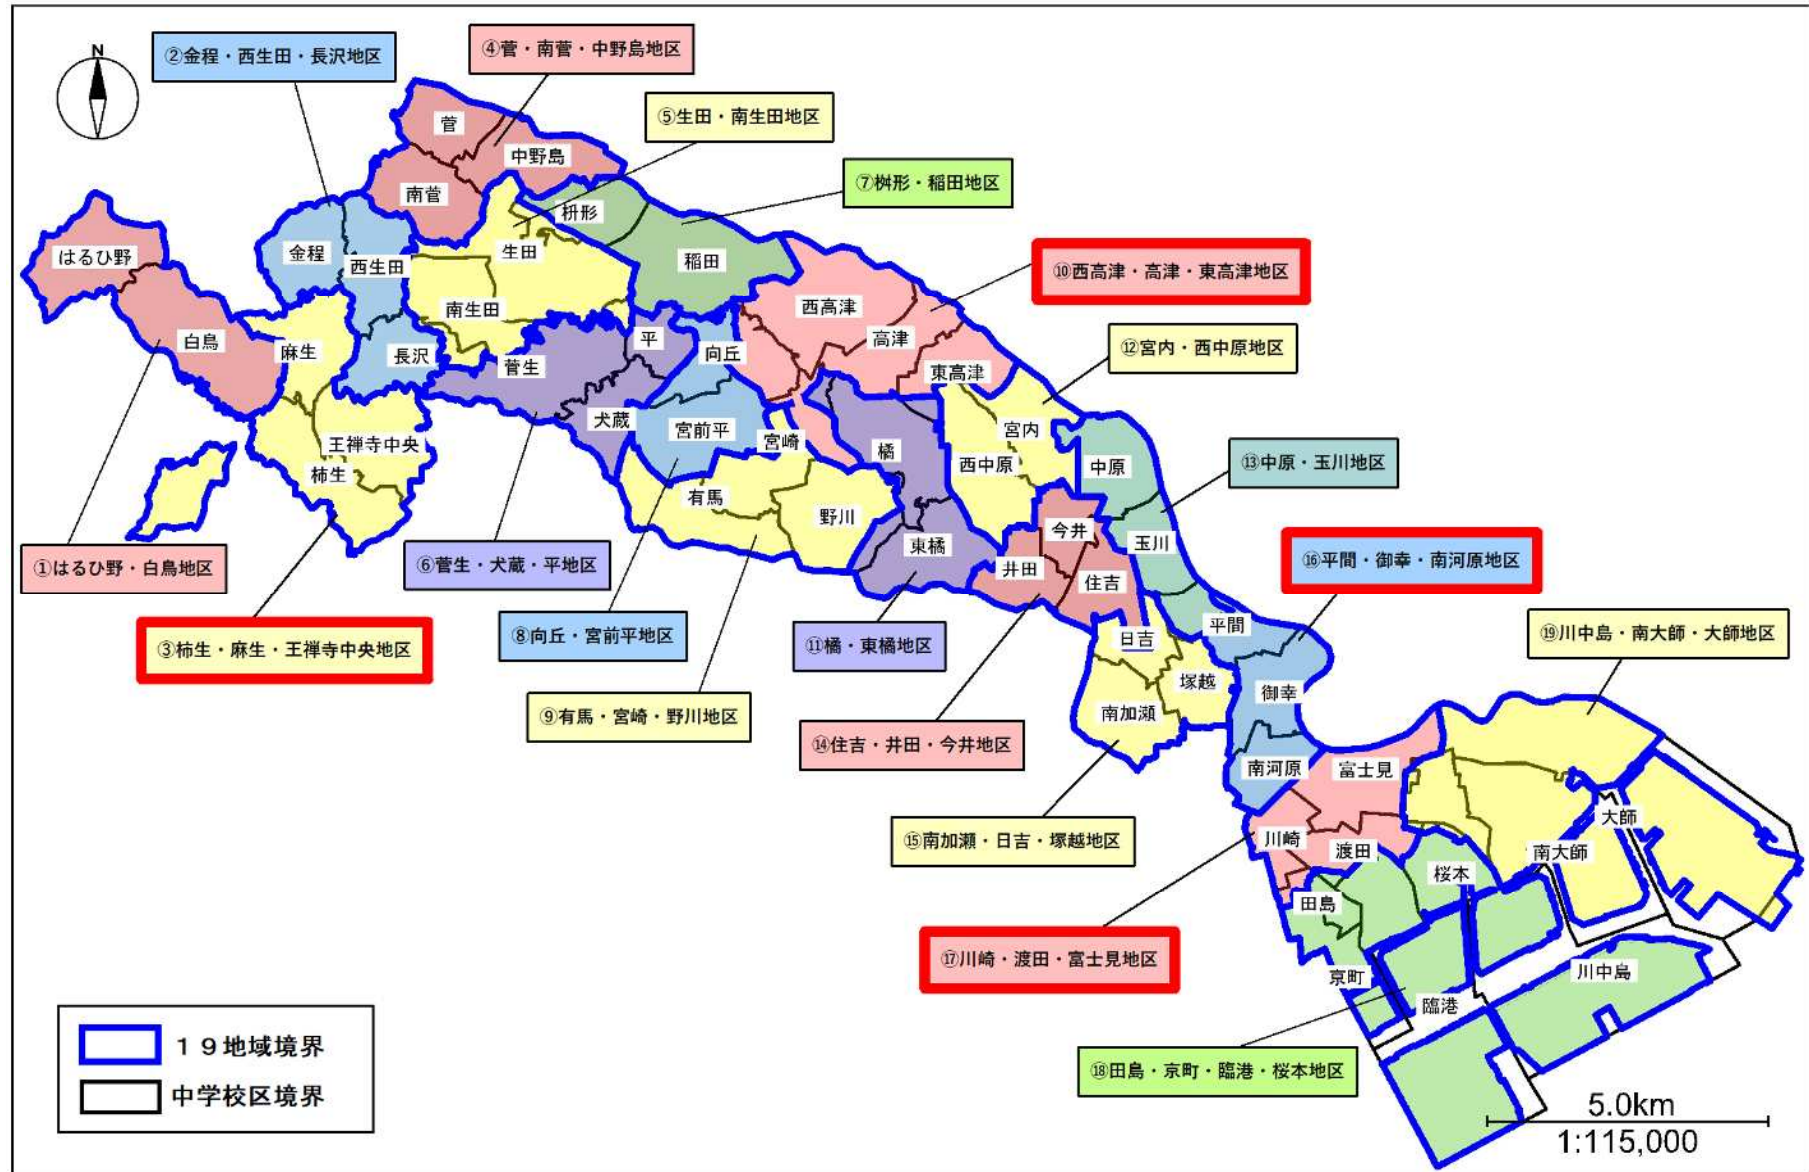 N
②金程・西生田・長沢地区
④菅・南菅・中野島地区
⑤生田・南生田地区
⑦桝形・稲田地区
⑩西高津・高津・東高津地区
⑫宮内・西中原地区
⑬中原・玉川地区
⑯平間・御幸・南河原地区
⑲川中島・南大師・大師地区
①はるひ野・白鳥地区
③柿生・麻生・王禅寺中央地区
⑥菅生・犬蔵・平地区
⑧向丘・宮前平地区
⑨有馬・宮崎・野川地区
⑪橘・東橘地区
⑭住吉・井田・今井地区
⑮南加瀬・日吉・塚越地区
⑰川崎・渡田・富士見地区
⑱田島・京町・臨港・桜本地区
菅
中野島
南菅
枡形
はるひ野
金程
西生田
生田
稲田
南生田
西高津
白鳥
麻生
長沢
菅生
平
向丘
高津
東高津
犬蔵
宮前平
宮崎
宮内
王禅寺中央
柿生
橘
西中原
中原
有馬
野川
今井
玉川
東橘
井田
住吉
日吉
平間
塚越
御幸
南加瀬
南河原
富士見
川崎
渡田
大師
南大師
桜本
田島
京町
川中島
臨港
19地域境界
中学校区境界
5.0km
1:115,000